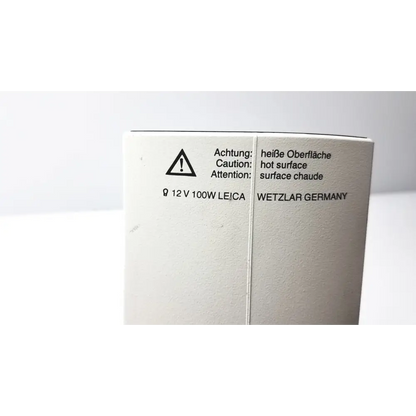 Achtung: heiße Oberfläche
Caution: hot surface
Attention: surface chaude
12 V 100W LEICA WETZLAR GERMANY